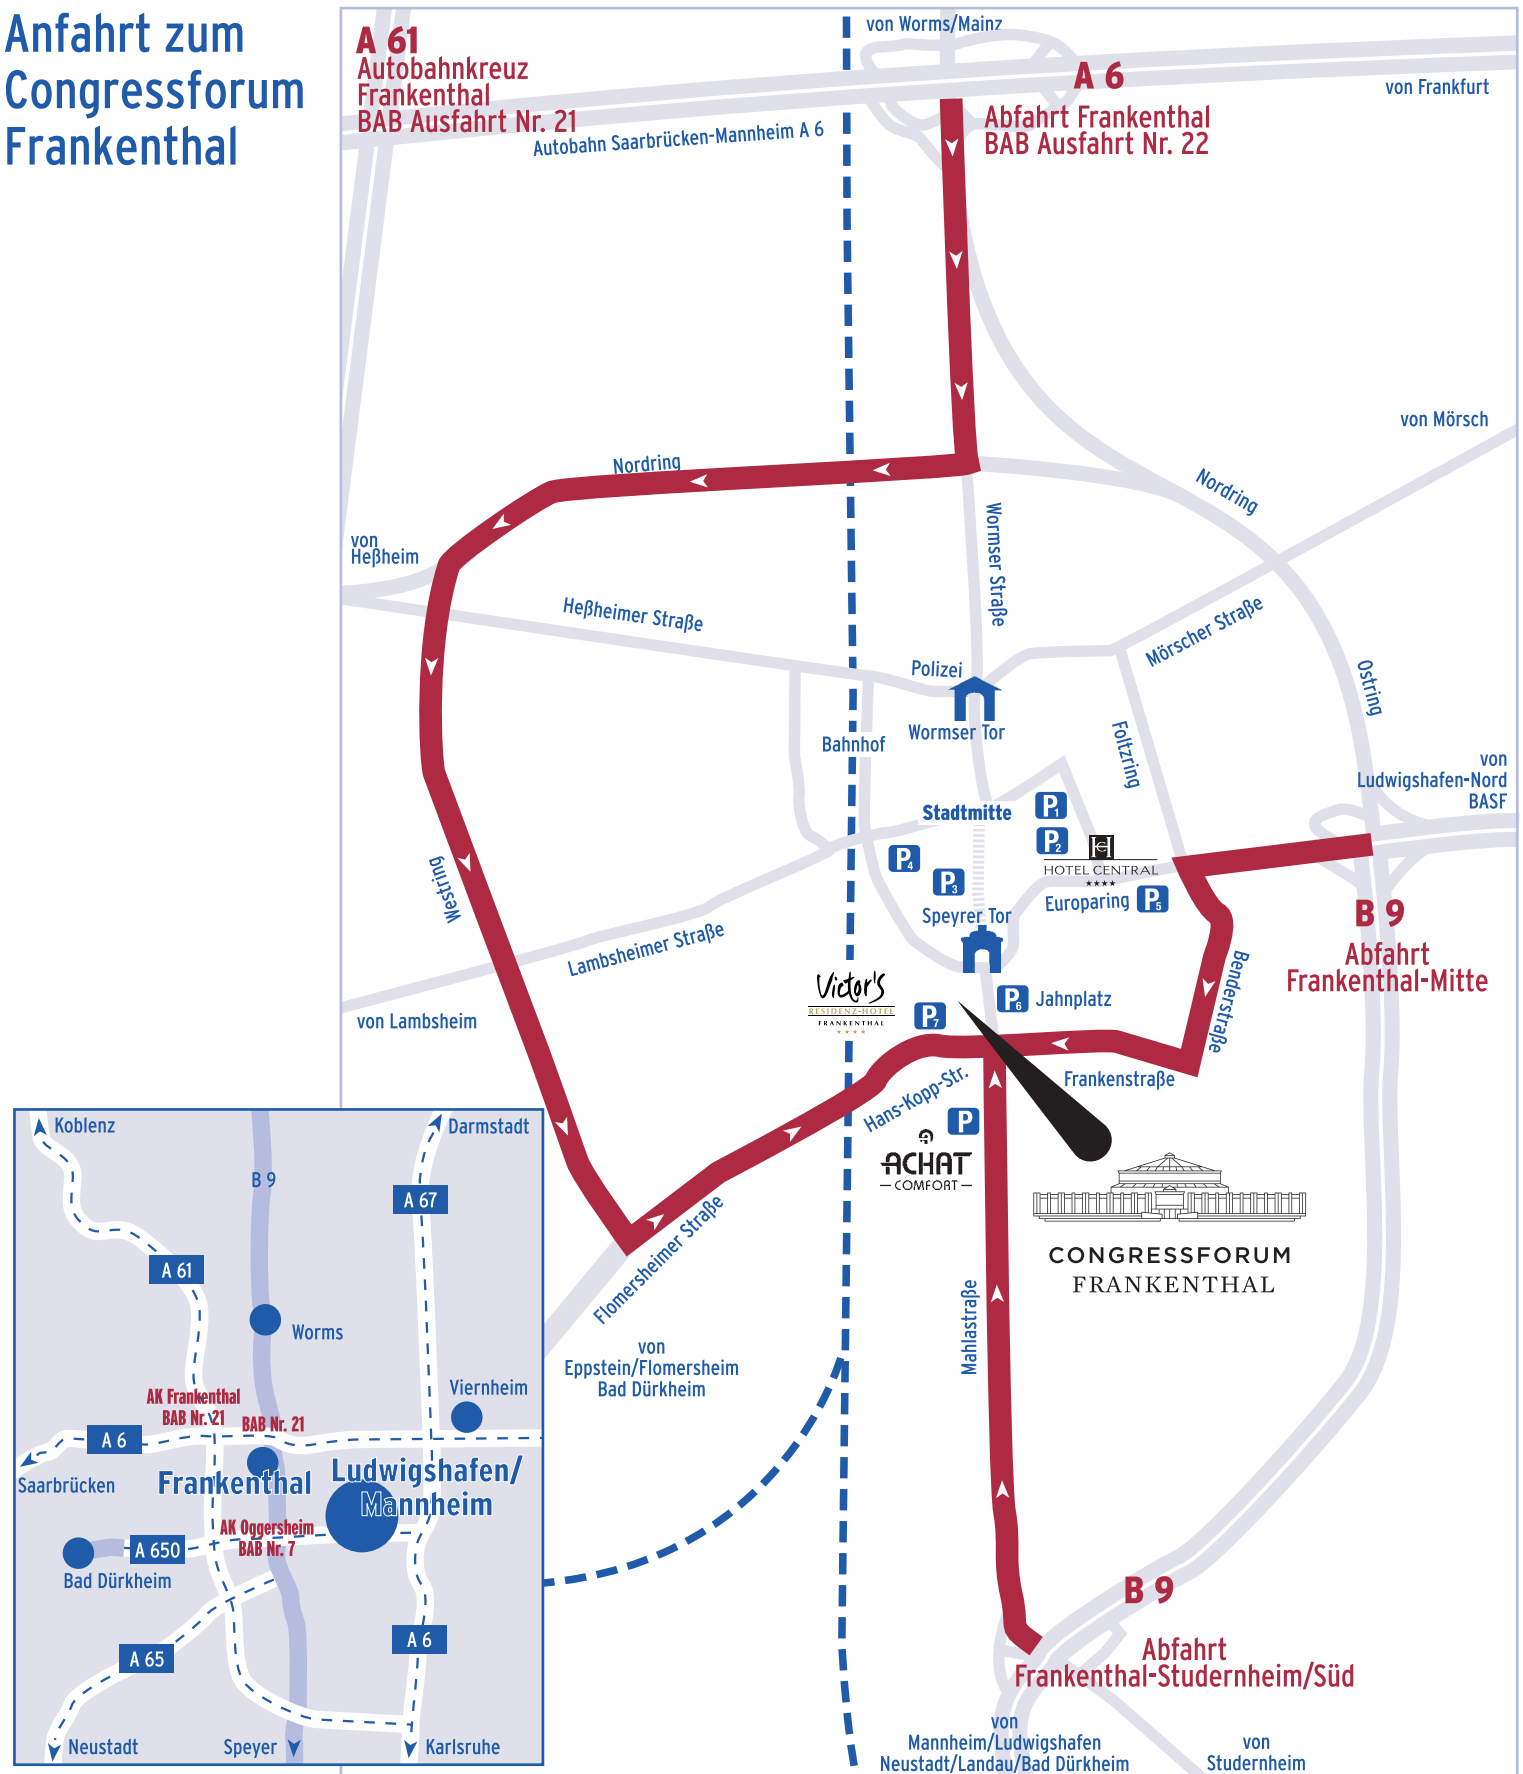 Anfahrt zum
Congressforum
Frankenthal
A 61
Autobahnkreuz
Frankenthal
BAB Ausfahrt Nr. 21
von Worms/Mainz
A 6
Abfahrt Frankenthal
BAB Ausfahrt Nr. 22
von Frankfurt
Autobahn Saarbrücken-Mannheim A 6
von Mörsch
Nordring
Nordring
von
Heßheim
Wormser Straße
Heßheimer Straße
Mörscher Straße
Polizei
Ostring
Wormser Tor
Bahnhof
Foltzring
von
Ludwigshafen-Nord
BASF
Stadtmitte
P1
P2
P4
P3
HOTEL CENTRAL
★★★★
Europaring
P5
Speyrer Tor
Westring
B 9
Abfahrt
Frankenthal-Mitte
Lambsheimer Straße
Benderstraße
Victor's
RESIDENZ-HOTEL
FRANKENTHAL
★★★★
P6
Jahnplatz
P7
von Lambsheim
Frankenstraße
Hans-Kopp-Str.
P
ACHAT
COMFORT
CONGRESSFORUM
FRANKENTHAL
Flomersheimer Straße
Mahlastraße
von
Eppstein/Flomersheim
Bad Dürkheim
B 9
Abfahrt
Frankenthal-Studernheim/Süd
von
Mannheim/Ludwigshafen
Neustadt/Landau/Bad Dürkheim
von
Studernheim
Koblenz
Darmstadt
B 9
A 67
A 61
Worms
Viernheim
AK Frankenthal
BAB Nr. 21
BAB Nr. 21
A 6
Saarbrücken
Frankenthal
Ludwigshafen/
Mannheim
AK Oggersheim
BAB Nr. 7
A 650
Bad Dürkheim
A 6
A 65
Neustadt
Speyer
Karlsruhe